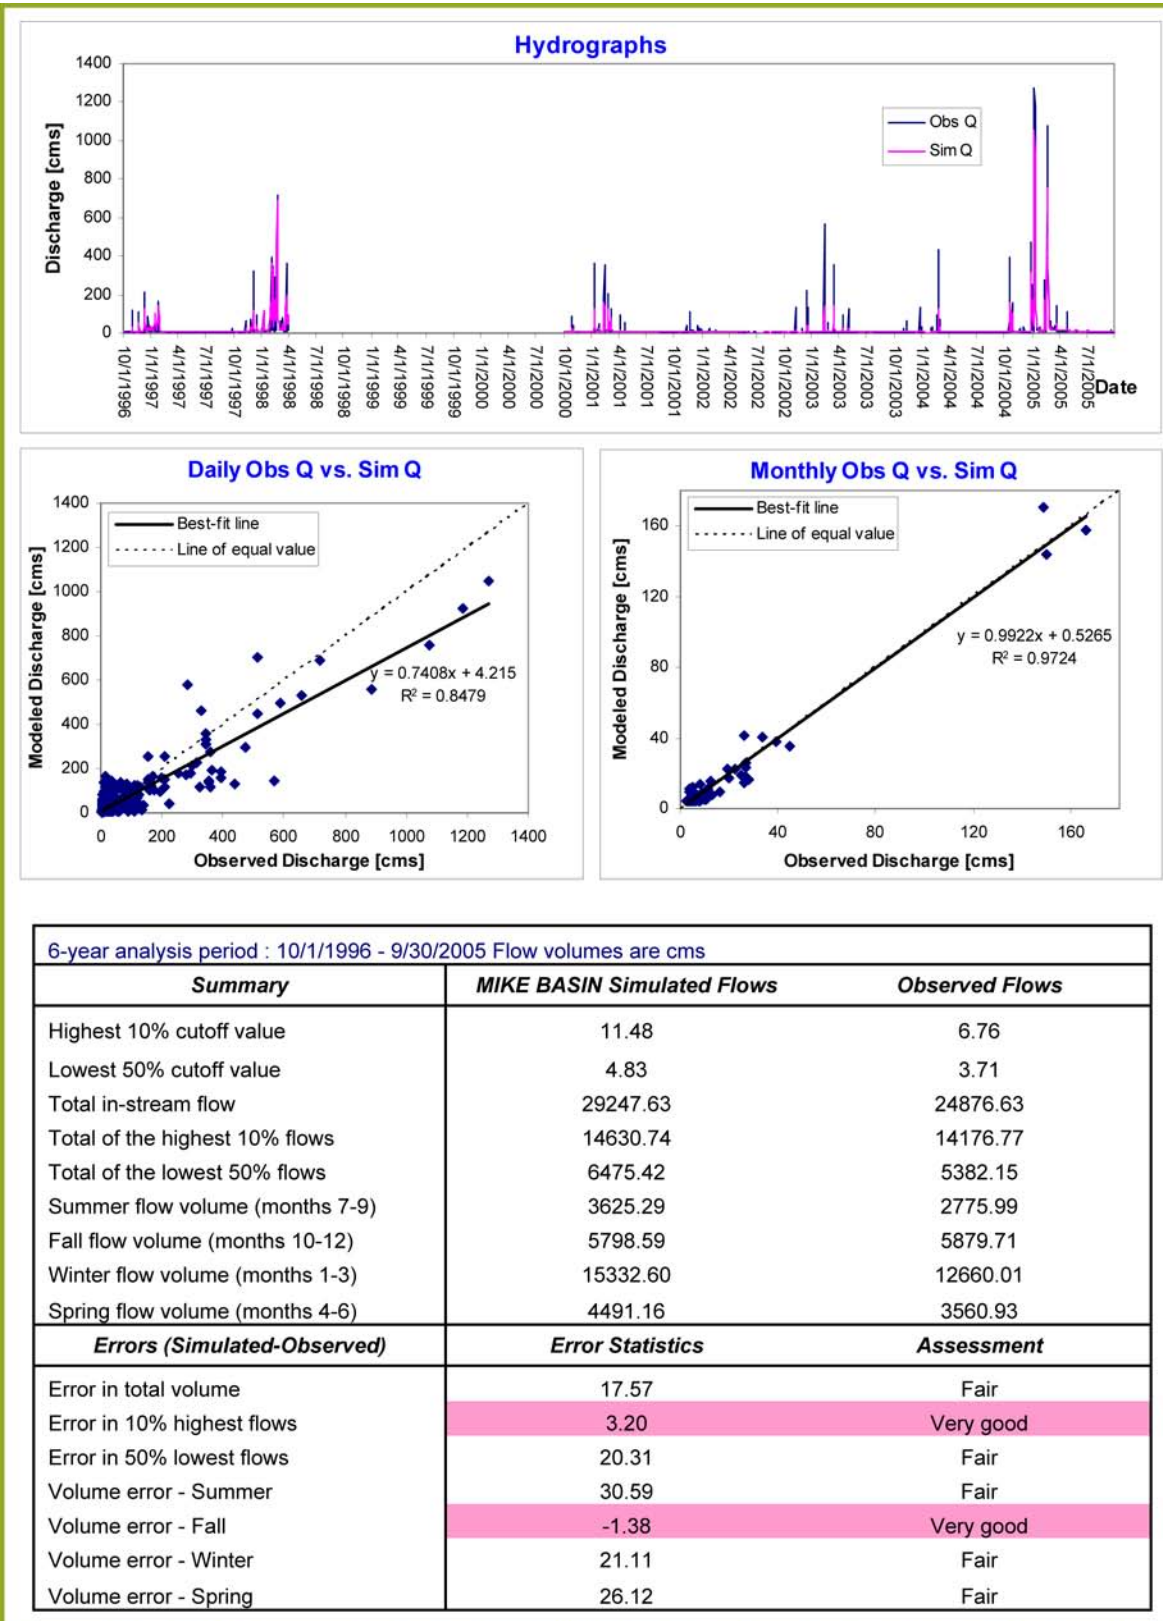 Hydrographs
Discharge [cms]
1400
1200
1000
800
600
400
200
0
Obs Q
Sim Q
10/1/1996
1/1/1997
4/1/1997
7/1/1997
10/1/1997
1/1/1998
4/1/1998
7/1/1998
10/1/1998
1/1/1999
4/1/1999
7/1/1999
10/1/1999
1/1/2000
4/1/2000
7/1/2000
10/1/2000
1/1/2001
4/1/2001
7/1/2001
10/1/2001
1/1/2002
4/1/2002
7/1/2002
10/1/2002
1/1/2003
4/1/2003
7/1/2003
10/1/2003
1/1/2004
4/1/2004
7/1/2004
10/1/2004
1/1/2005
4/1/2005
7/1/2005
Date
Daily Obs Q vs. Sim Q
Modeled Discharge [cms]
1400
1200
1000
800
600
400
200
0
Best-fit line
Line of equal value
y = 0.7408x + 4.215
R² = 0.8479
0 200 400 600 800 1000 1200 1400
Observed Discharge [cms]
Monthly Obs Q vs. Sim Q
Modeled Discharge [cms]
160
120
80
40
0
Best-fit line
Line of equal value
y = 0.9922x + 0.5265
R² = 0.9724
0 40 80 120 160
Observed Discharge [cms]
6-year analysis period : 10/1/1996 - 9/30/2005 Flow volumes are cms
Summary MIKE BASIN Simulated Flows Observed Flows
Highest 10% cutoff value 11.48 6.76
Lowest 50% cutoff value 4.83 3.71
Total in-stream flow 29247.63 24876.63
Total of the highest 10% flows 14630.74 14176.77
Total of the lowest 50% flows 6475.42 5382.15
Summer flow volume (months 7-9) 3625.29 2775.99
Fall flow volume (months 10-12) 5798.59 5879.71
Winter flow volume (months 1-3) 15332.60 12660.01
Spring flow volume (months 4-6) 4491.16 3560.93
Errors (Simulated-Observed) Error Statistics Assessment
Error in total volume 17.57 Fair
Error in 10% highest flows 3.20 Very good
Error in 50% lowest flows 20.31 Fair
Volume error - Summer 30.59 Fair
Volume error - Fall -1.38 Very good
Volume error - Winter 21.11 Fair
Volume error - Spring 26.12 Fair